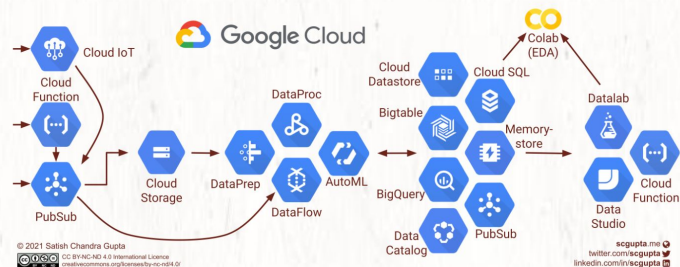 Google Cloud
CO
Colab
(EDA)
Cloud IoT
Cloud
Function
PubSub
Cloud
Storage
DataProc
DataPrep
AutoML
DataFlow
Cloud
Datastore
Cloud SQL
Bigtable
Memory-
store
BigQuery
PubSub
Data
Catalog
Datalab
Cloud
Function
Data
Studio
© 2021 Satish Chandra Gupta
CC BY-NC-ND 4.0 International Licence
creativecommons.org/licenses/by-nc-nd/4.0/
scgupta.me
twitter.com/scgupta
linkedin.com/in/scgupta